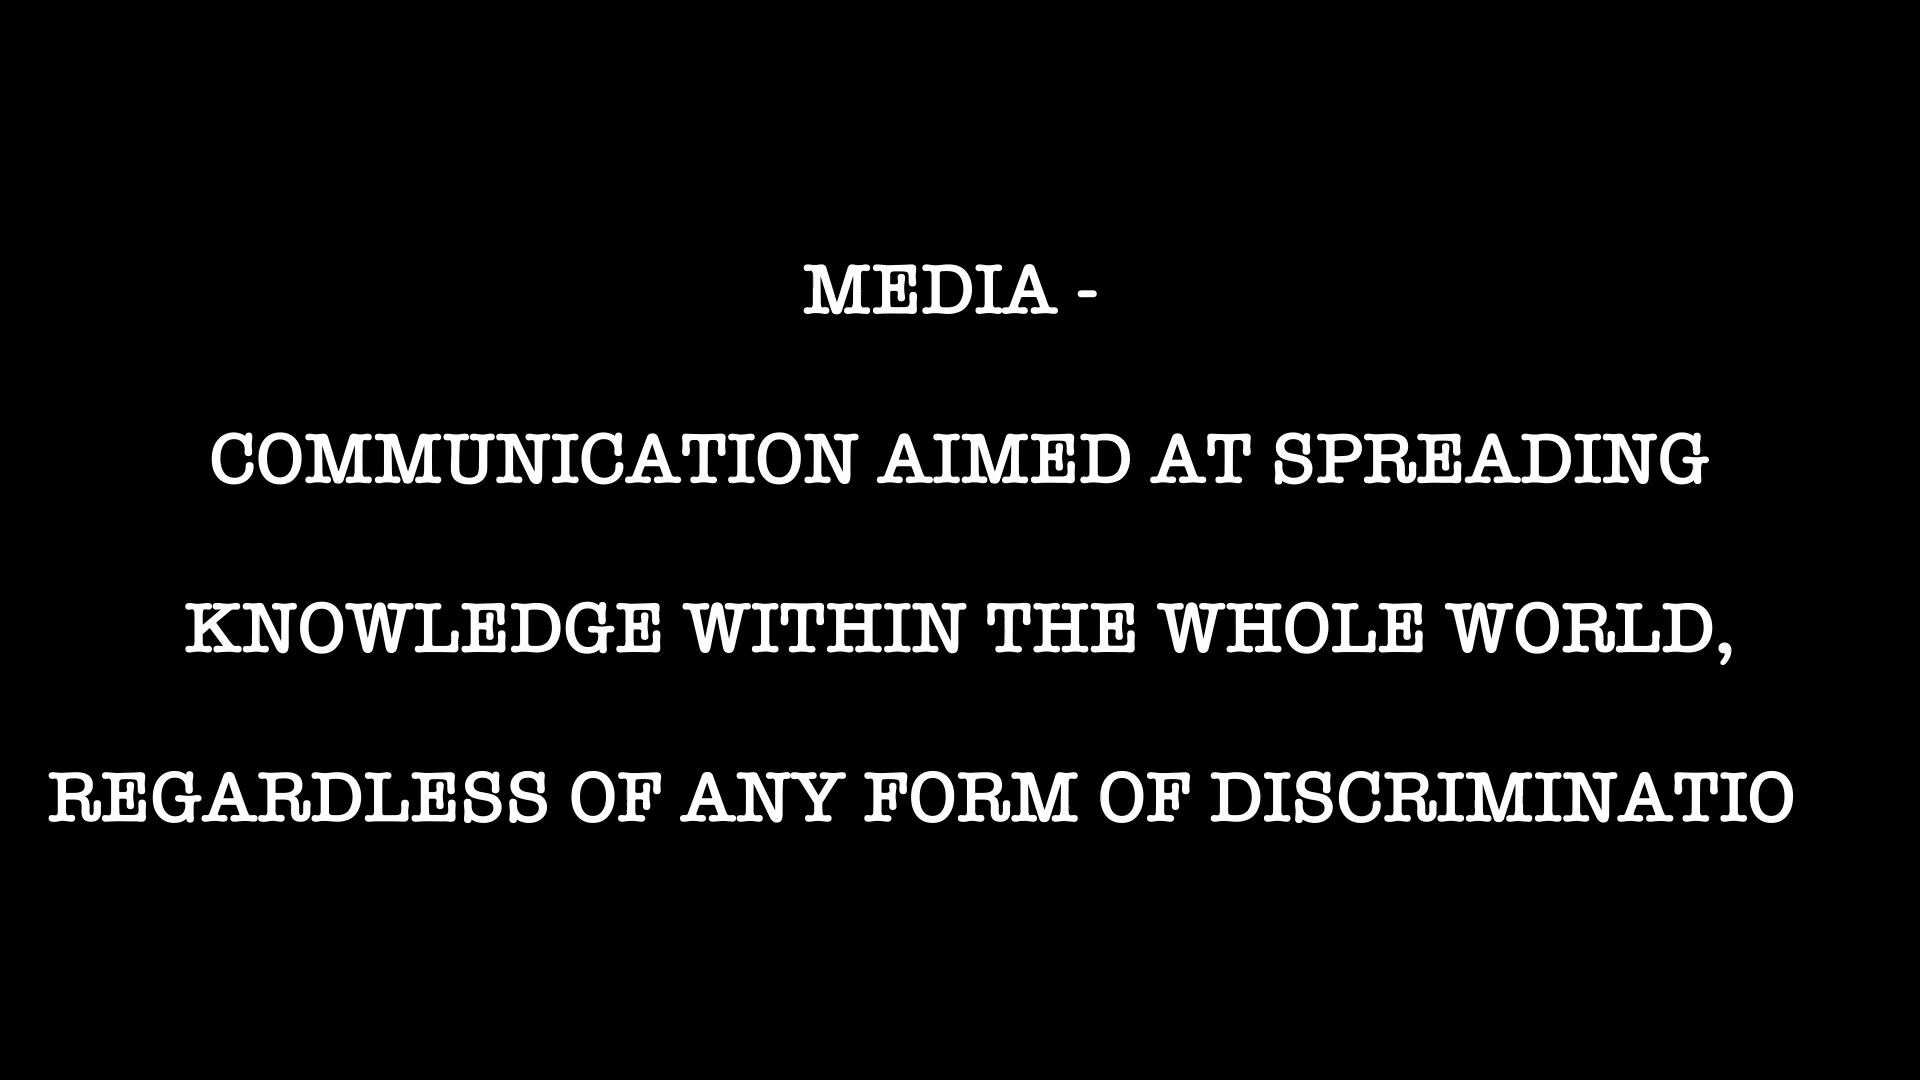 MEDIA -
COMMUNICATION AIMED AT SPREADING
KNOWLEDGE WITHIN THE WHOLE WORLD,
REGARDLESS OF ANY FORM OF DISCRIMINATIO